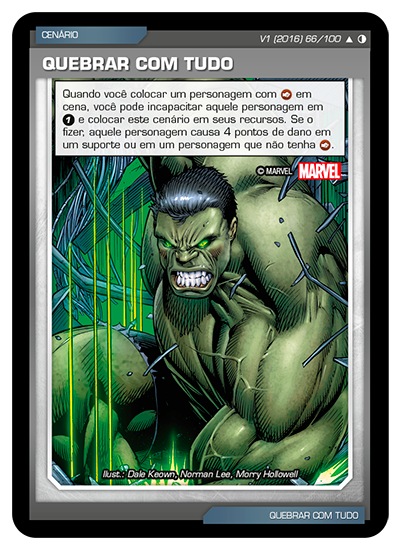 CENÁRIO
V1 (2016) 66/100
QUEBRAR COM TUDO
Quando você colocar um personagem com em
cena, você pode incapacitar aquele personagem em
1 e colocar este cenário em seus recursos. Se o
fizer, aquele personagem causa 4 pontos de dano em
um suporte ou em um personagem que não tenha .
© MARVEL MARVEL
Ilust.: Dale Keown, Norman Lee, Morry Hollowell
QUEBRAR COM TUDO